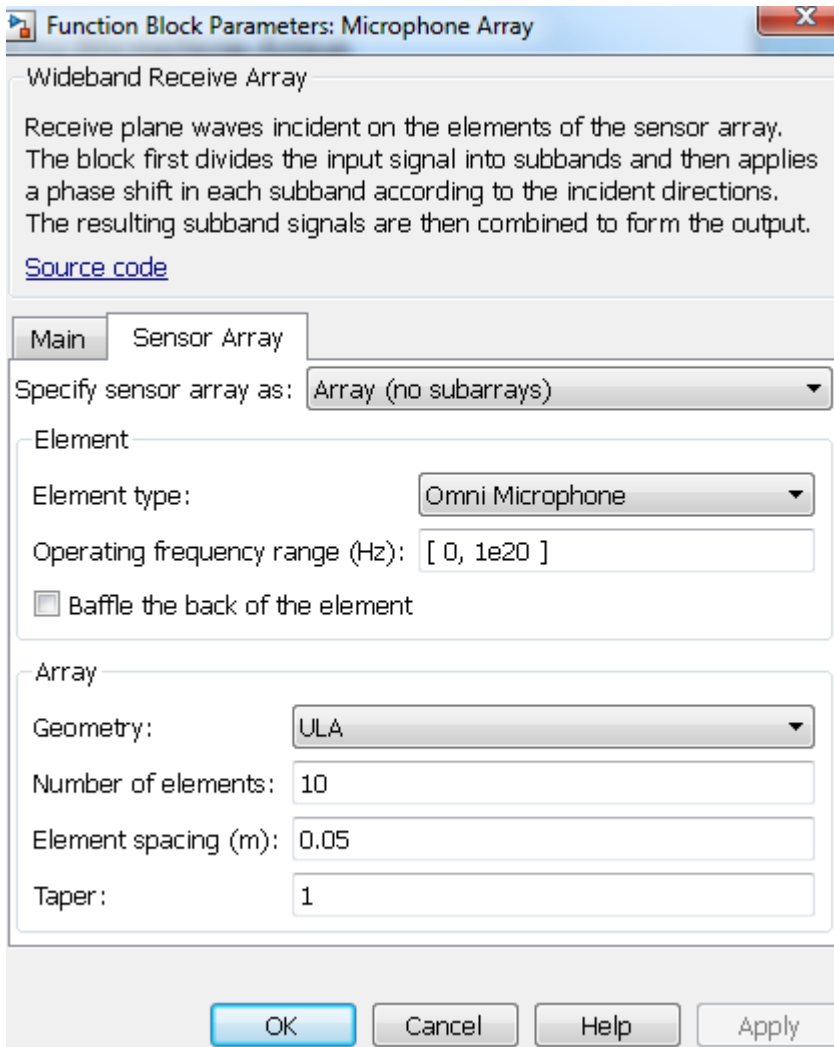 Function Block Parameters: Microphone Array
Wideband Receive Array
Receive plane waves incident on the elements of the sensor array.
The block first divides the input signal into subbands and then applies
a phase shift in each subband according to the incident directions.
The resulting subband signals are then combined to form the output.
Source code
Main Sensor Array
Specify sensor array as: Array (no subarrays)
Element
Element type: Omni Microphone
Operating frequency range (Hz): [ 0, 1e20 ]
Baffle the back of the element
Array
Geometry: ULA
Number of elements: 10
Element spacing (m): 0.05
Taper: 1
OK Cancel Help Apply